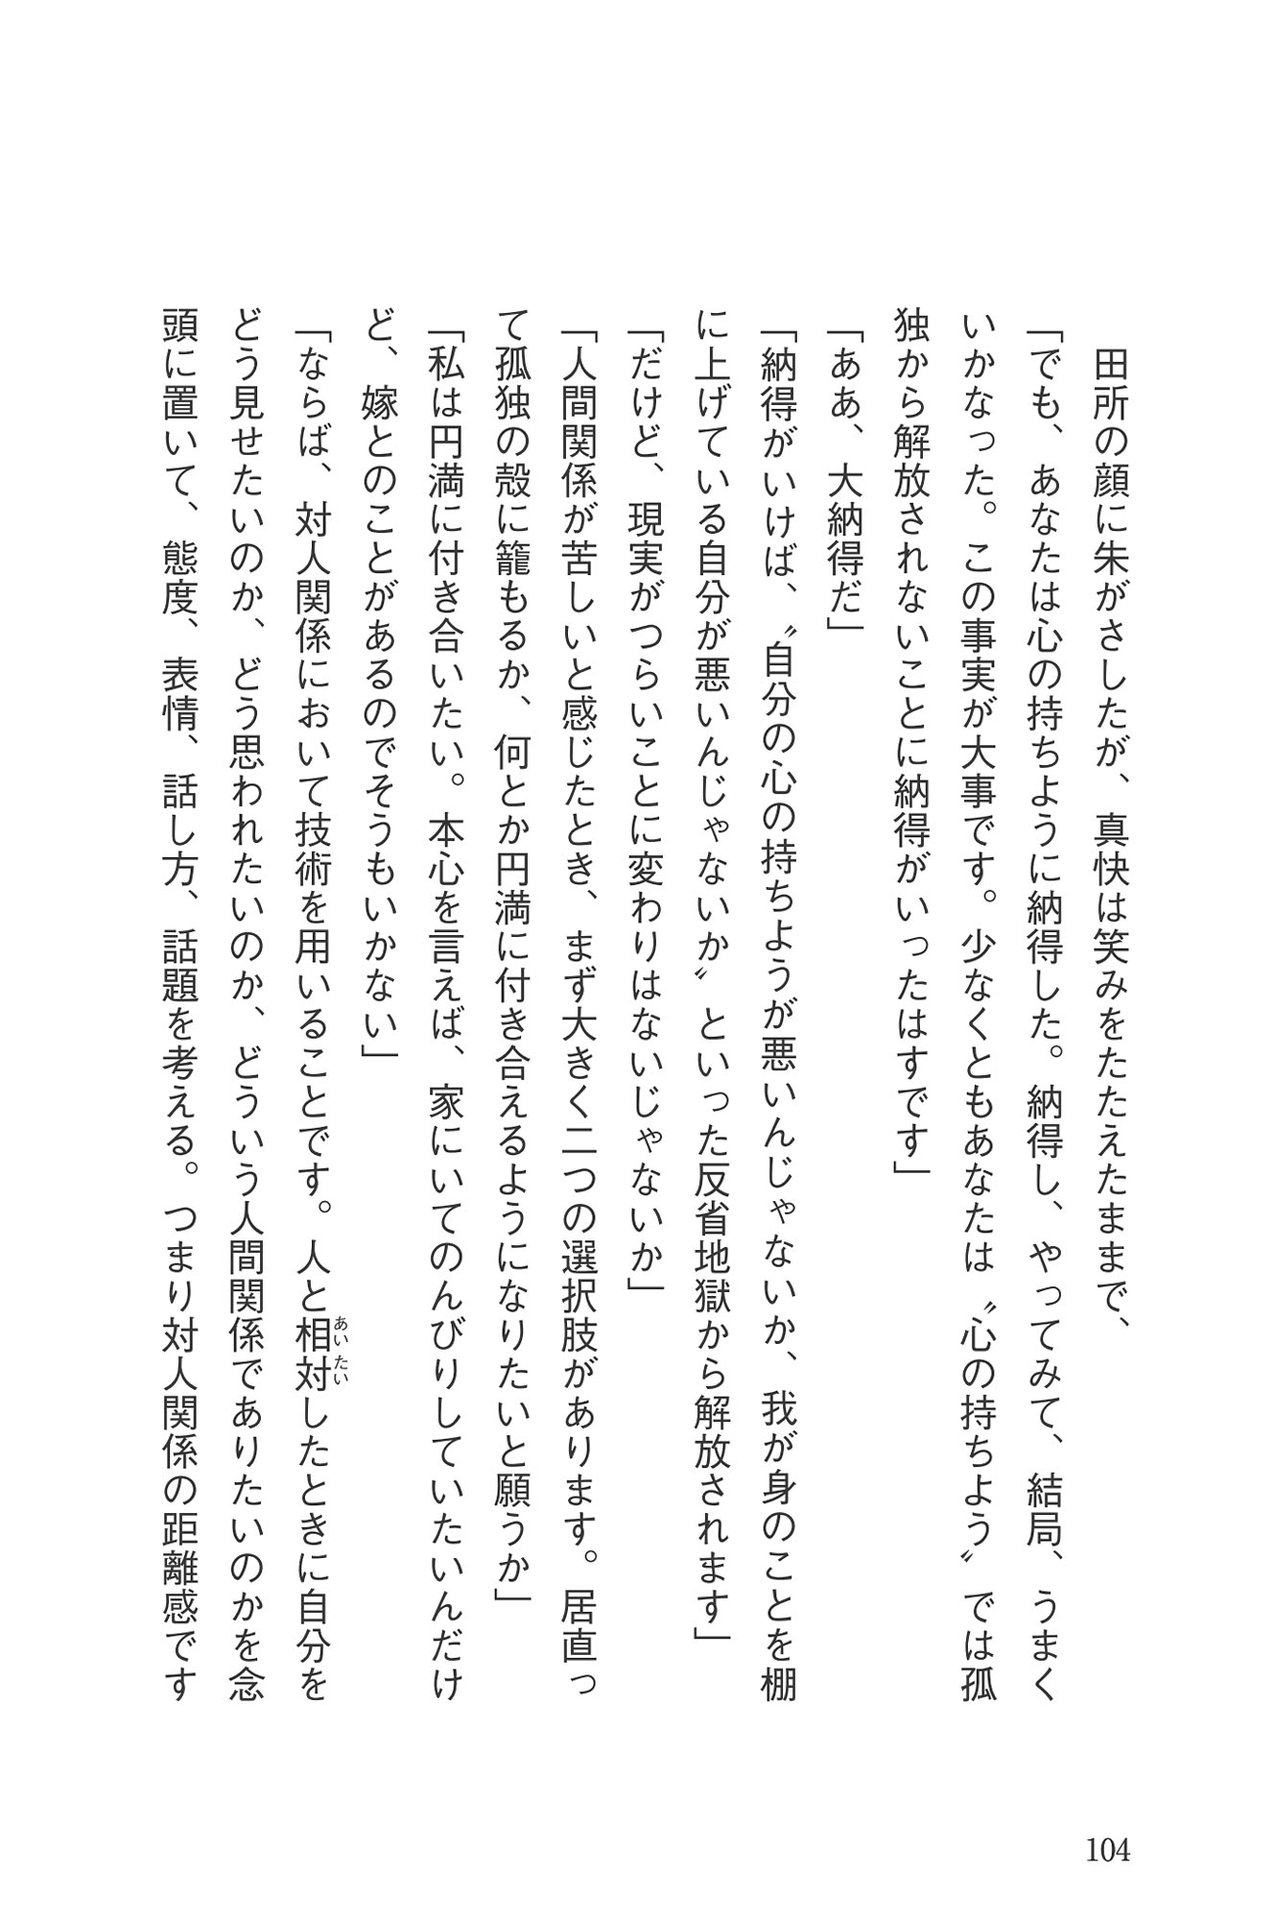 田所の顔に朱がさしたが、真快は笑みをたたえたままで、
「でも、あなたは心の持ちように納得した。納得し、やってみて、結局、うまく
いかなった。この事実が大事です。少なくともあなたは〝心の持ちよう〟では孤
独から解放されないことに納得がいったはすです」
「ああ、大納得だ」
「納得がいけば、〝自分の心の持ちようが悪いんじゃないか、我が身のことを棚
に上げている自分が悪いんじゃないか〟といった反省地獄から解放されます」
「だけど、現実がつらいことに変わりはないじゃないか」
「人間関係が苦しいと感じたとき、まず大きく二つの選択肢があります。居直っ
て孤独の殻に籠もるか、何とか円満に付き合えるようになりたいと願うか」
「私は円満に付き合いたい。本心を言えば、家にいてのんびりしていたいんだけ
ど、嫁とのことがあるのでそうもいかない」
「ならば、対人関係において技術を用いることです。人と相対したときに自分を
あいたい
どう見せたいのか、どう思われたいのか、どういう人間関係でありたいのかを念
頭に置いて、態度、表情、話し方、話題を考える。つまり対人関係の距離感です
104